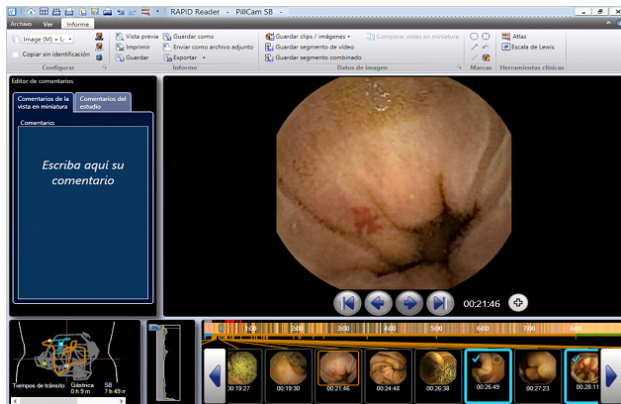 RAPID Reader - PillCam SB -
Archivo Ver Informe
Image (M) + L
Copiar sin identificación
Configurar
Vista previa
Imprimir
Guardar
Guardar como
Enviar como archivo adjunto
Exportar
Informe
Guardar clips / imágenes
Guardar segmento de vídeo
Guardar segmento combinado
Comparar vistas en miniatura
Datos de imagen
Marcas
Atlas
Escala de Lewis
Herramientas clínicas
Editor de comentarios
Comentarios de la
vista en miniatura
Comentarios del
estudio
Comentario:
Escriba aquí su
comentario
00:21:46
Tiempos de tránsito:
Gástrica
0 h 9 m
SB
7 h 49 m
1:00 2:00 3:00 4:00 5:00 6:00 7:00 8:00
00:19:27 00:19:30 00:21:46 00:24:48 00:26:38 00:26:49 00:27:23 00:28:11